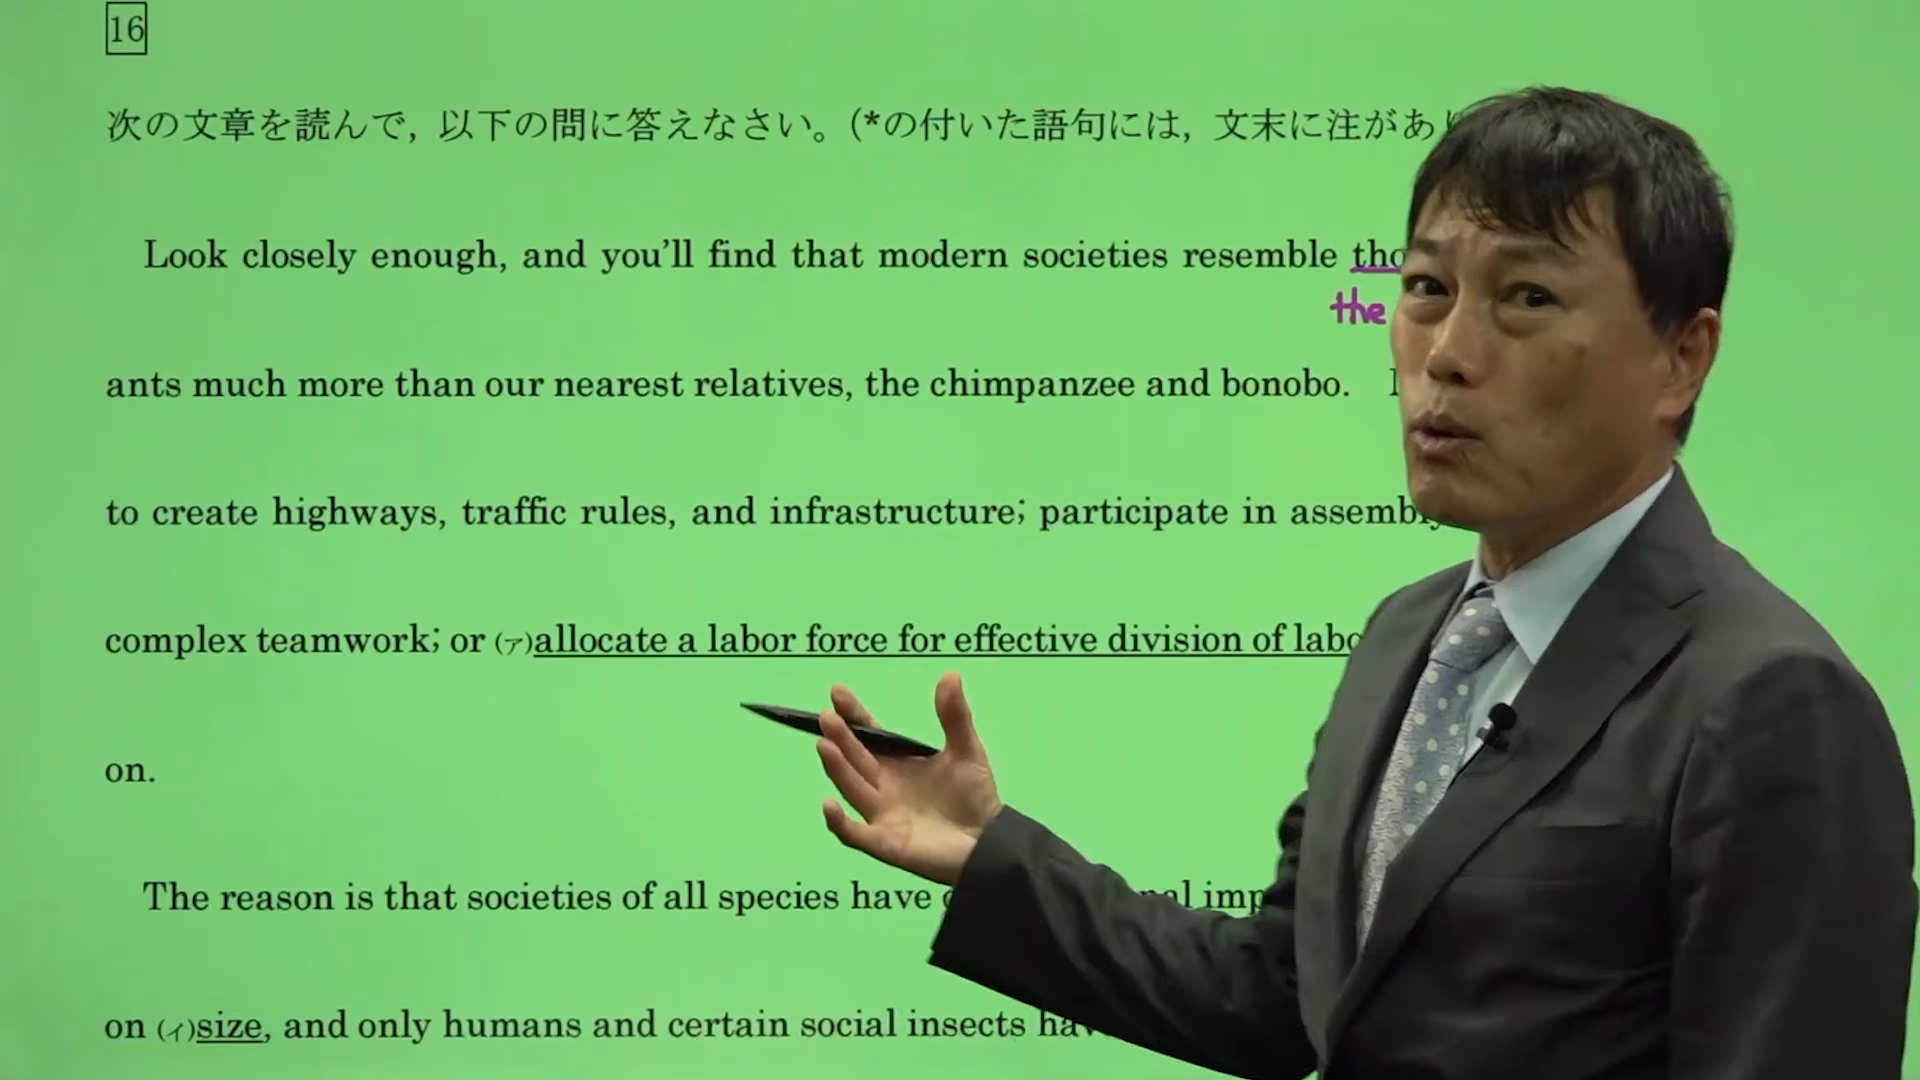 16
次の文章を読んで, 以下の問に答えなさい。(*の付いた語句には, 文末に注があ
Look closely enough, and you’ll find that modern societies resemble
the
ants much more than our nearest relatives, the chimpanzee and bonobo.
to create highways, traffic rules, and infrastructure; participate in assembly
complex teamwork; or (ア)allocate a labor force for effective division of
on.
The reason is that societies of all species have
on (イ)size, and only humans and certain social insects